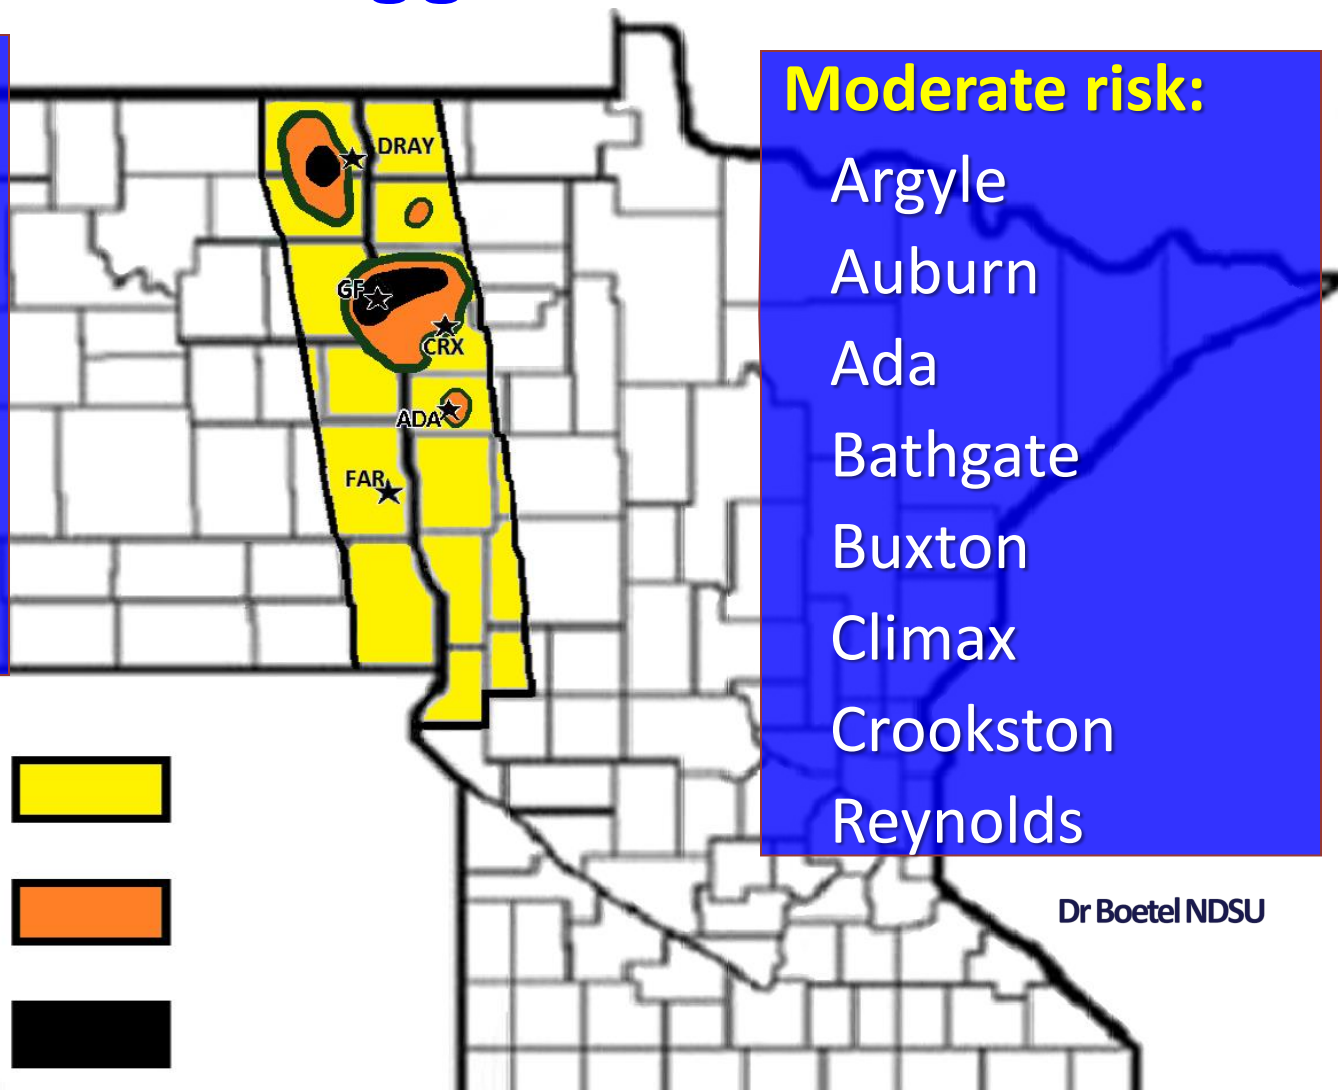 Moderate risk:
Argyle
Auburn
Ada
Bathgate
Buxton
Climax
Crookston
Reynolds
DRAY
GF
CRX
ADA
FAR
Dr Boetel NDSU